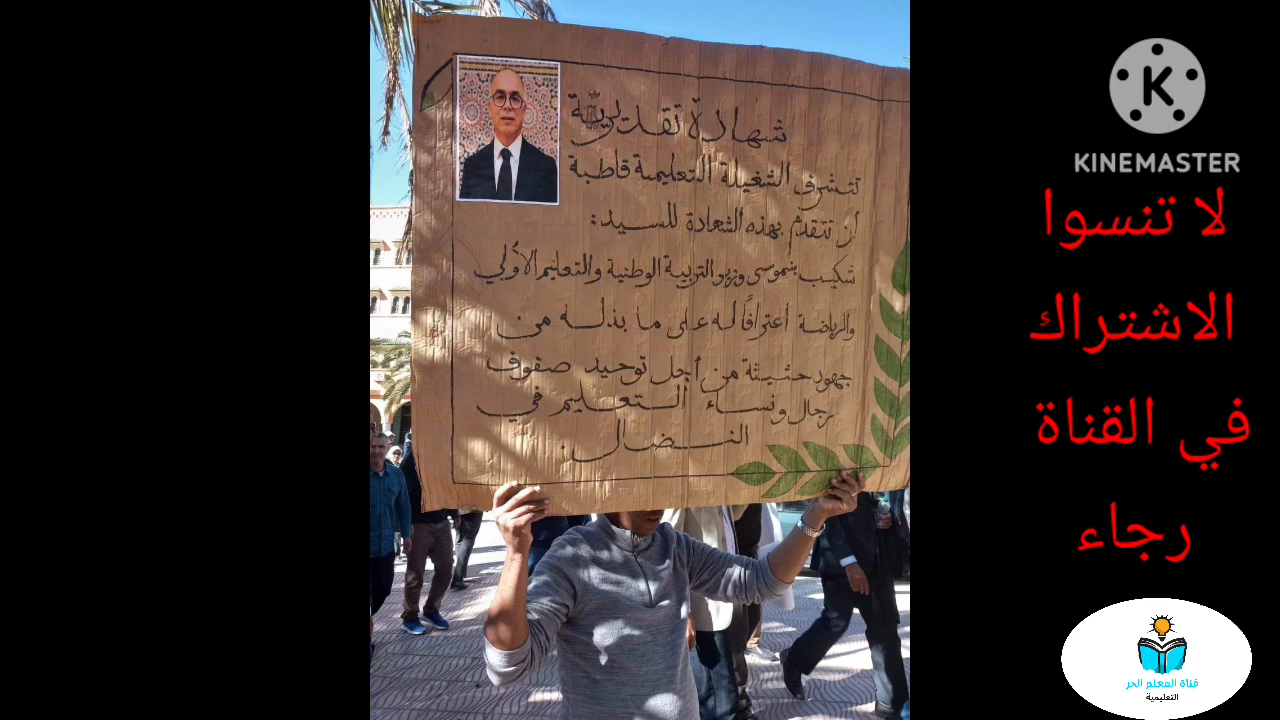 شهادة تقديرية
تتشرف الشغيلة التعليمية قاطبة
ان تتقدم بهذه الشهادة للسيد:
شكيب بنموسى وزير التربية الوطنية والتعليم الأولي
والرياضة اعترافًا له على ما بذله من
جهود حثيثة من أجل توحيد صفوف
رجال ونساء التعليم في
النضال.
KINEMASTER
لا تنسوا
الاشتراك
في القناة
رجاء
قناة المعلم الحر
التعليمية